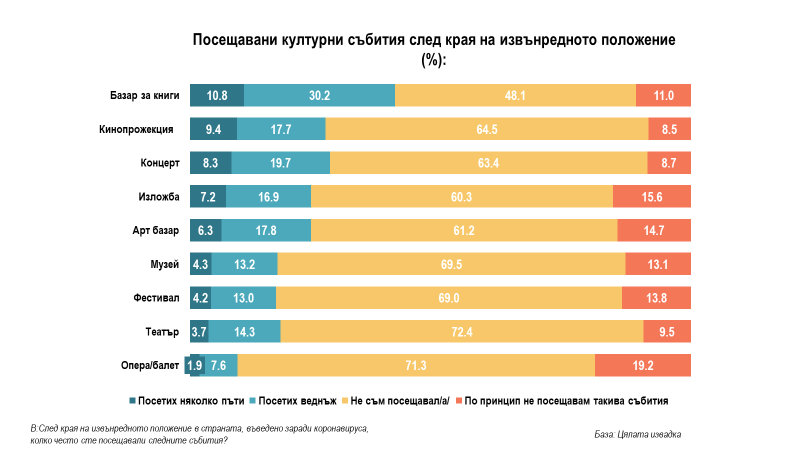 Посещавани културни събития след края на извънредното положение
(%):
Базар за книги 10.8 30.2 48.1 11.0
Кинопрожекция 9.4 17.7 64.5 8.5
Концерт 8.3 19.7 63.4 8.7
Изложба 7.2 16.9 60.3 15.6
Арт базар 6.3 17.8 61.2 14.7
Музей 4.3 13.2 69.5 13.1
Фестивал 4.2 13.0 69.0 13.8
Театър 3.7 14.3 72.4 9.5
Опера/балет 1.9 7.6 71.3 19.2
Посетих няколко пъти Посетих веднъж Не съм посещавал/а/ По принцип не посещавам такива събития
В:След края на извънредното положение в страната, въведено заради коронавируса,
колко често сте посещавали следните събития?
База: Цялата извадка